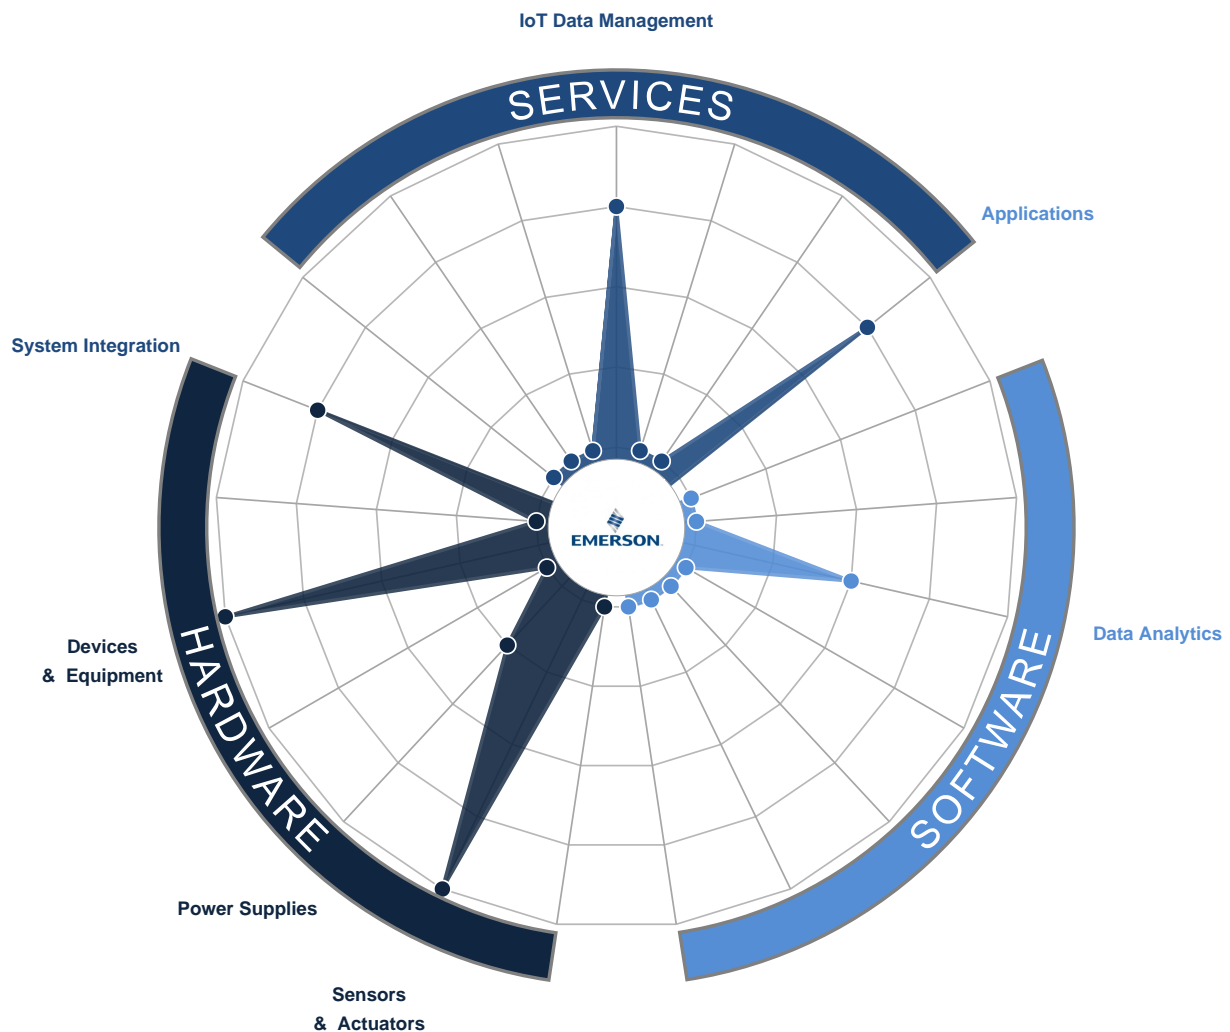 IoT Data Management
SERVICES
Applications
System Integration
EMERSON
Devices
& Equipment
Data Analytics
HARDWARE
SOFTWARE
Power Supplies
Sensors
& Actuators